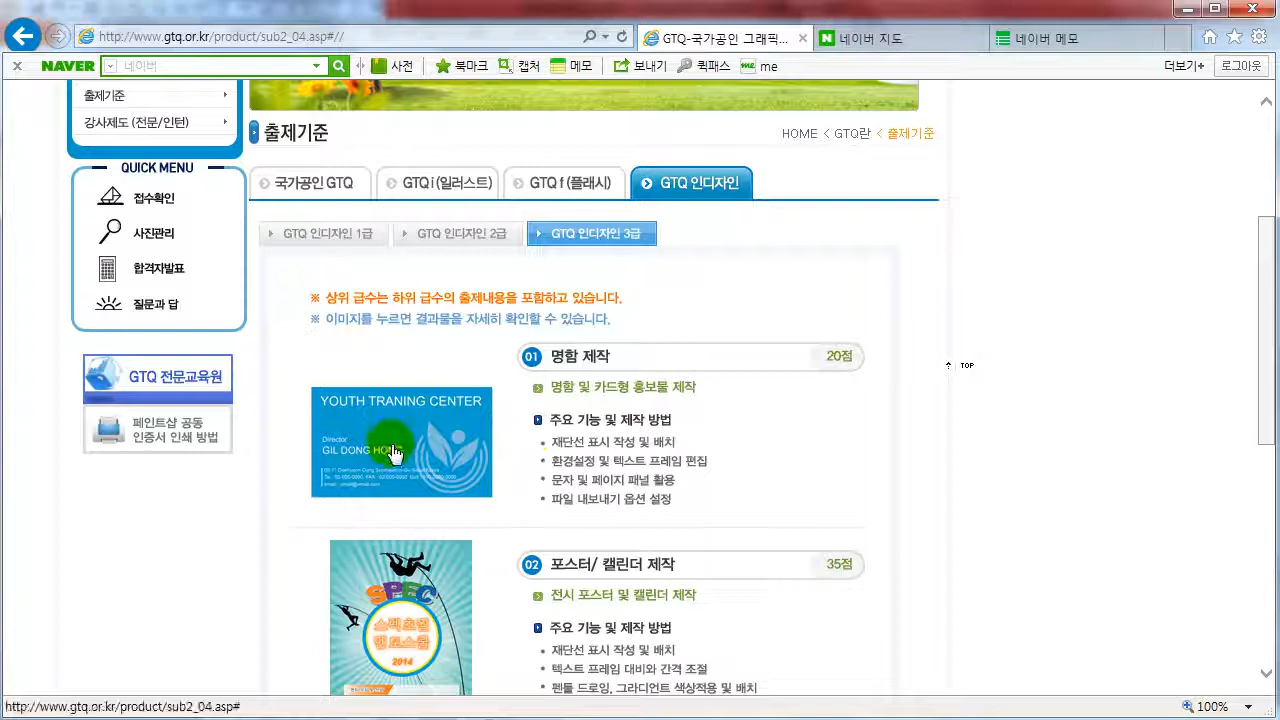 http://www.gtq.or.kr/product/sub2_04.asp#//
GTQ-국가공인 그래픽...
네이버 지도
네이버 메모
NAVER
네이버
사전
북마크
캡처
메모
보내기
퀵패스
me
더보기+
로그아웃
출제기준
강사제도 (전문/인턴)
QUICK MENU
접수확인
사진관리
합격자발표
질문과 답
GTQ 전문교육원
페인트샵 공동
인증서 인쇄 방법
출제기준
HOME < GTQ란 < 출제기준
국가공인 GTQ
GTQ i (일러스트)
GTQ f (플래시)
GTQ 인디자인
GTQ 인디자인 1급
GTQ 인디자인 2급
GTQ 인디자인 3급
※ 상위 급수는 하위 급수의 출제내용을 포함하고 있습니다.
※ 이미지를 누르면 결과물을 자세히 확인할 수 있습니다.
YOUTH TRANING CENTER
Director
GIL DONG
01 명함 제작 20점
명함 및 카드형 홍보물 제작
주요 기능 및 제작 방법
• 재단선 표시 작성 및 배치
• 환경설정 및 텍스트 프레임 편집
• 문자 및 페이지 패널 활용
• 파일 내보내기 옵션 설정
TOP
SPEC
스펙초월
멘토스쿨
2014
02 포스터/ 캘린더 제작 35점
전시 포스터 및 캘린더 제작
주요 기능 및 제작 방법
• 재단선 표시 작성 및 배치
• 텍스트 프레임 대비와 간격 조절
• 펜툴 드로잉, 그라디언트 색상적용 및 배치
http://www.gtq.or.kr/product/sub2_04.asp#
100%